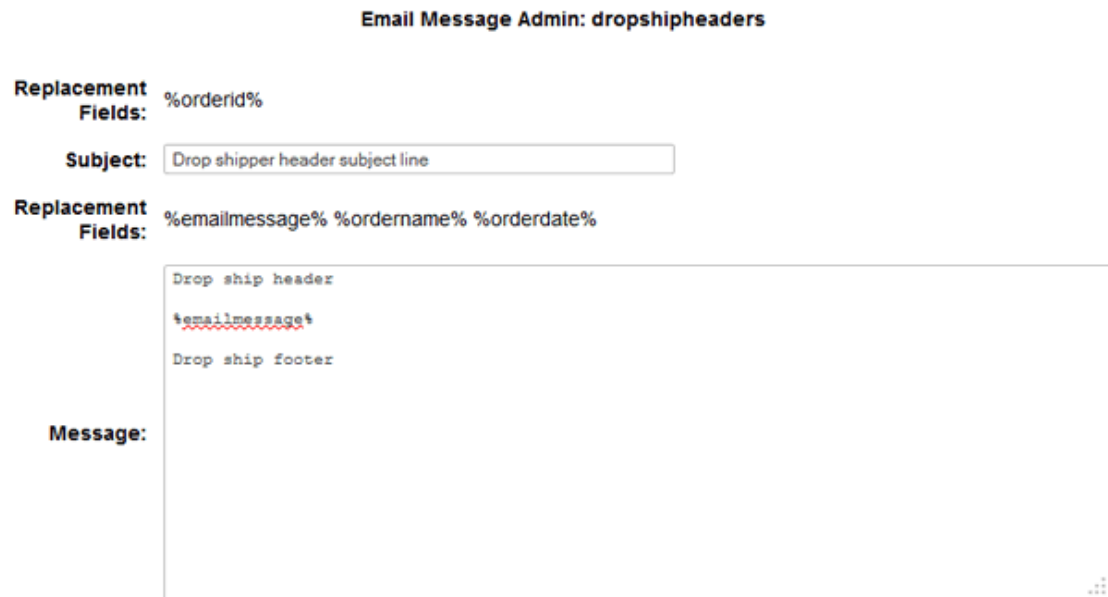 Email Message Admin: dropshipheaders
Replacement
Fields:
%orderid%
Subject:
Drop shipper header subject line
Replacement
Fields:
%emailmessage% %ordername% %orderdate%
Message:
Drop ship header
%emailmessage%
Drop ship footer